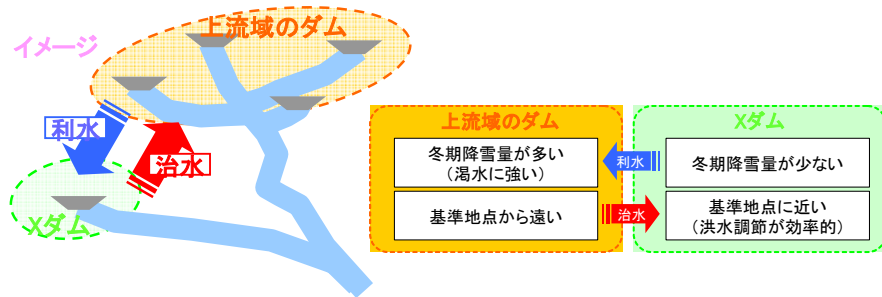 上流域のダム
イメージ
利水
治水
Xダム
上流域のダム
冬期降雪量が多い
(渇水に強い)
基準地点から遠い
利水
治水
Xダム
冬期降雪量が少ない
基準地点に近い
(洪水調節が効率的)